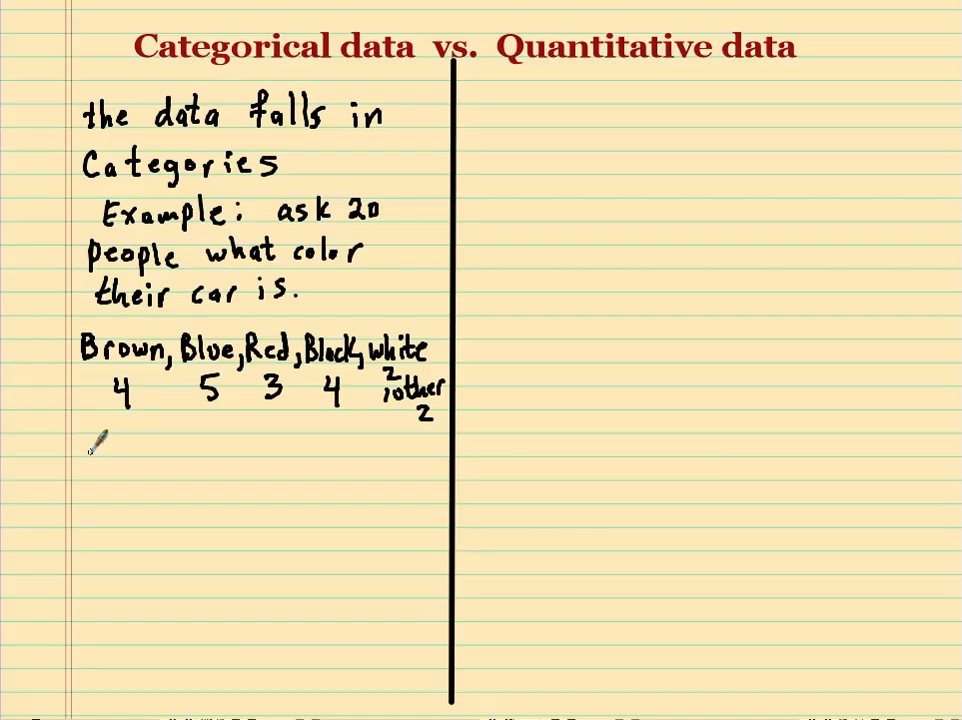 Categorical data vs. Quantitative data
the data falls in
Categories
Example: ask 20
people what color
their car is.
Brown, Blue, Red, Black, white
4 5 3 4 2
, other
2